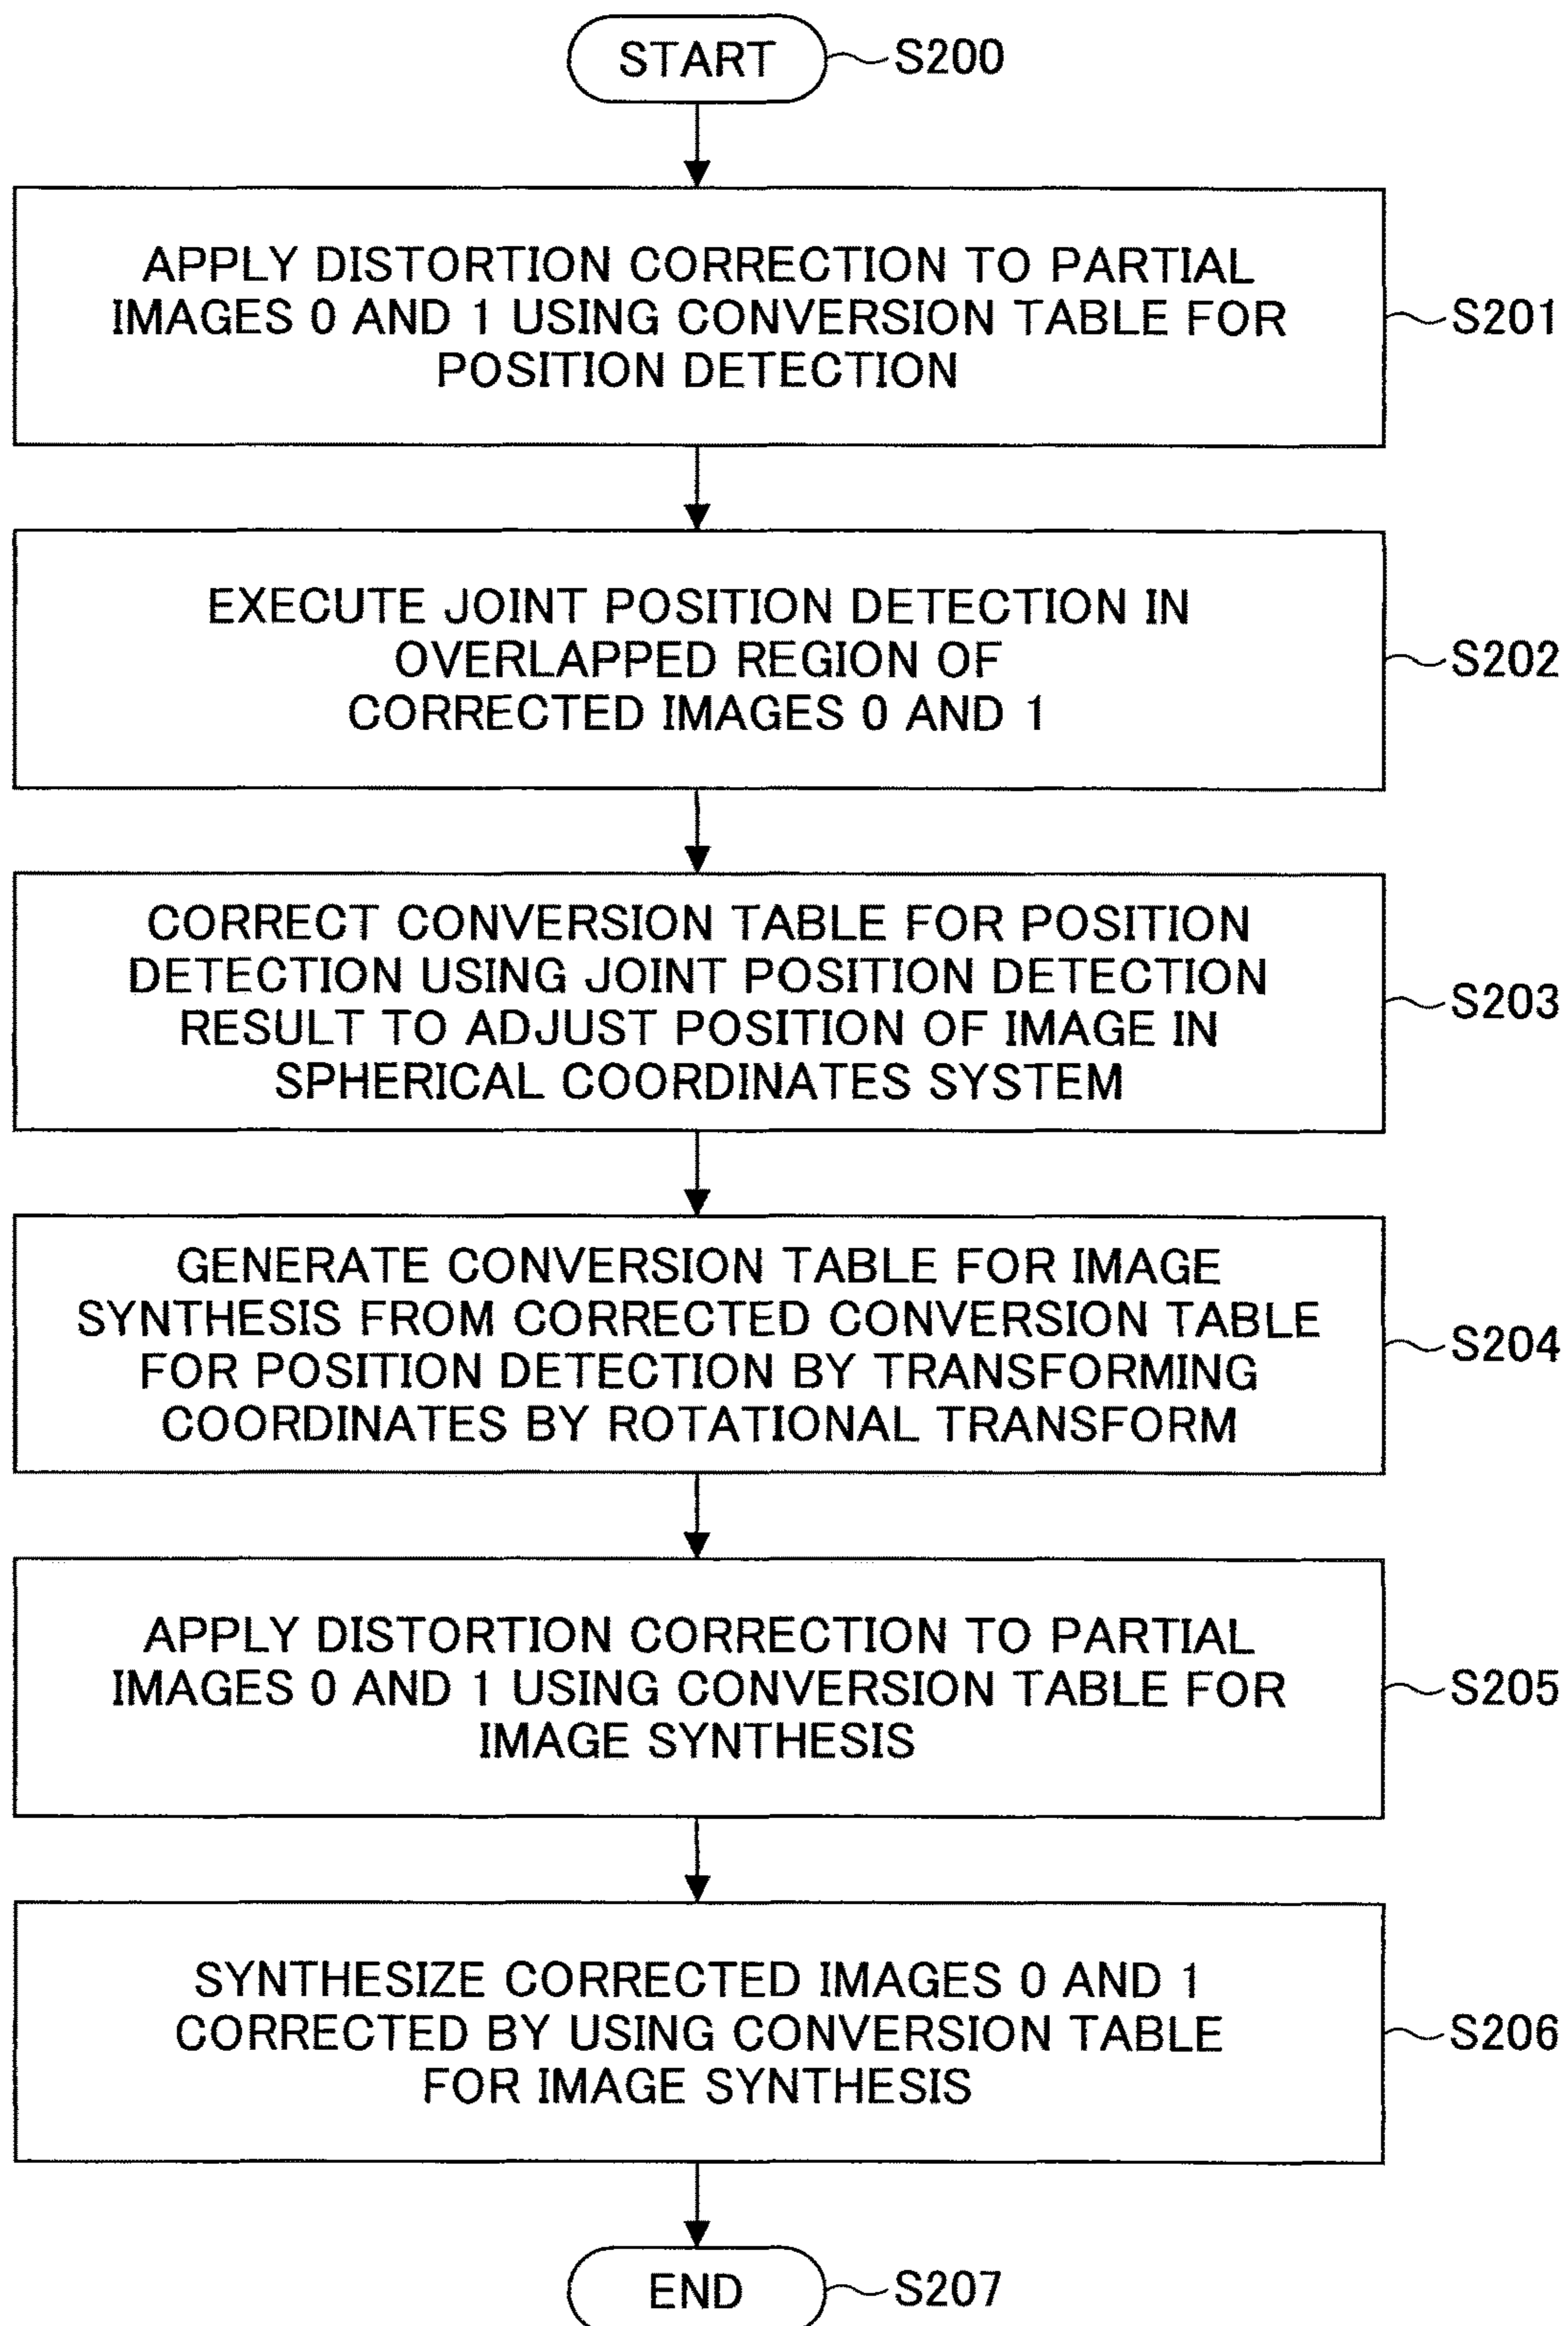 START
S200
APPLY DISTORTION CORRECTION TO PARTIAL
IMAGES 0 AND 1 USING CONVERSION TABLE FOR
POSITION DETECTION
S201
EXECUTE JOINT POSITION DETECTION IN
OVERLAPPED REGION OF
CORRECTED IMAGES 0 AND 1
S202
CORRECT CONVERSION TABLE FOR POSITION
DETECTION USING JOINT POSITION DETECTION
RESULT TO ADJUST POSITION OF IMAGE IN
SPHERICAL COORDINATES SYSTEM
S203
GENERATE CONVERSION TABLE FOR IMAGE
SYNTHESIS FROM CORRECTED CONVERSION TABLE
FOR POSITION DETECTION BY TRANSFORMING
COORDINATES BY ROTATIONAL TRANSFORM
S204
APPLY DISTORTION CORRECTION TO PARTIAL
IMAGES 0 AND 1 USING CONVERSION TABLE FOR
IMAGE SYNTHESIS
S205
SYNTHESIZE CORRECTED IMAGES 0 AND 1
CORRECTED BY USING CONVERSION TABLE
FOR IMAGE SYNTHESIS
S206
END
S207